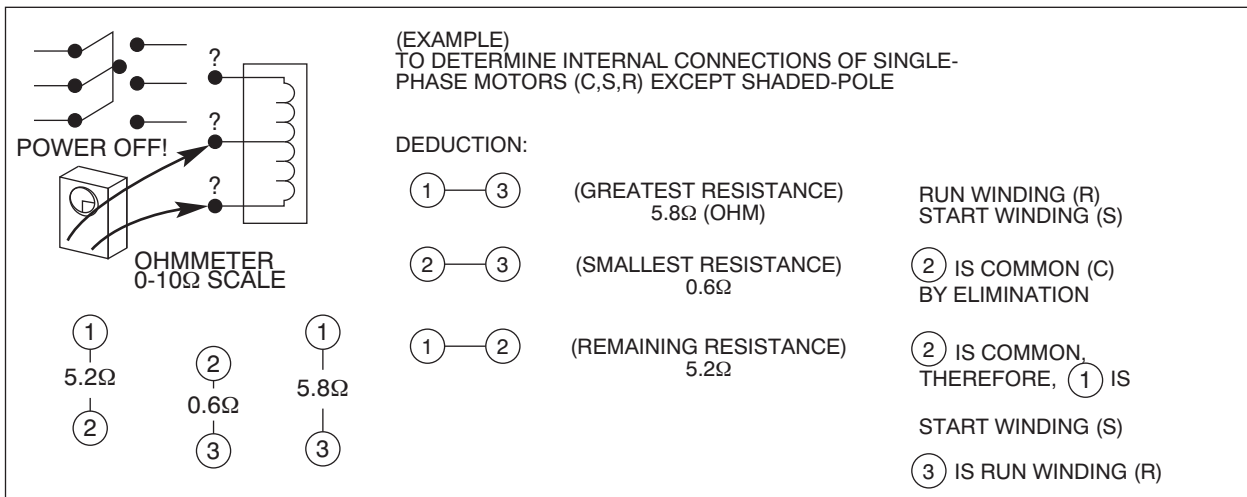 (EXAMPLE)
TO DETERMINE INTERNAL CONNECTIONS OF SINGLE-
PHASE MOTORS (C,S,R) EXCEPT SHADED-POLE
?
?
?
POWER OFF!
OHMMETER
0-10Ω SCALE
1
5.2Ω
2
2
0.6Ω
3
1
5.8Ω
3
DEDUCTION:
1 3 (GREATEST RESISTANCE) RUN WINDING (R)
5.8Ω (OHM) START WINDING (S)
2 3 (SMALLEST RESISTANCE) 2 IS COMMON (C)
0.6Ω BY ELIMINATION
1 2 (REMAINING RESISTANCE) 2 IS COMMON,
5.2Ω THEREFORE, 1 IS
START WINDING (S)
3 IS RUN WINDING (R)